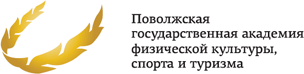 Поволжская
государственная академия
физической культуры,
спорта и туризма